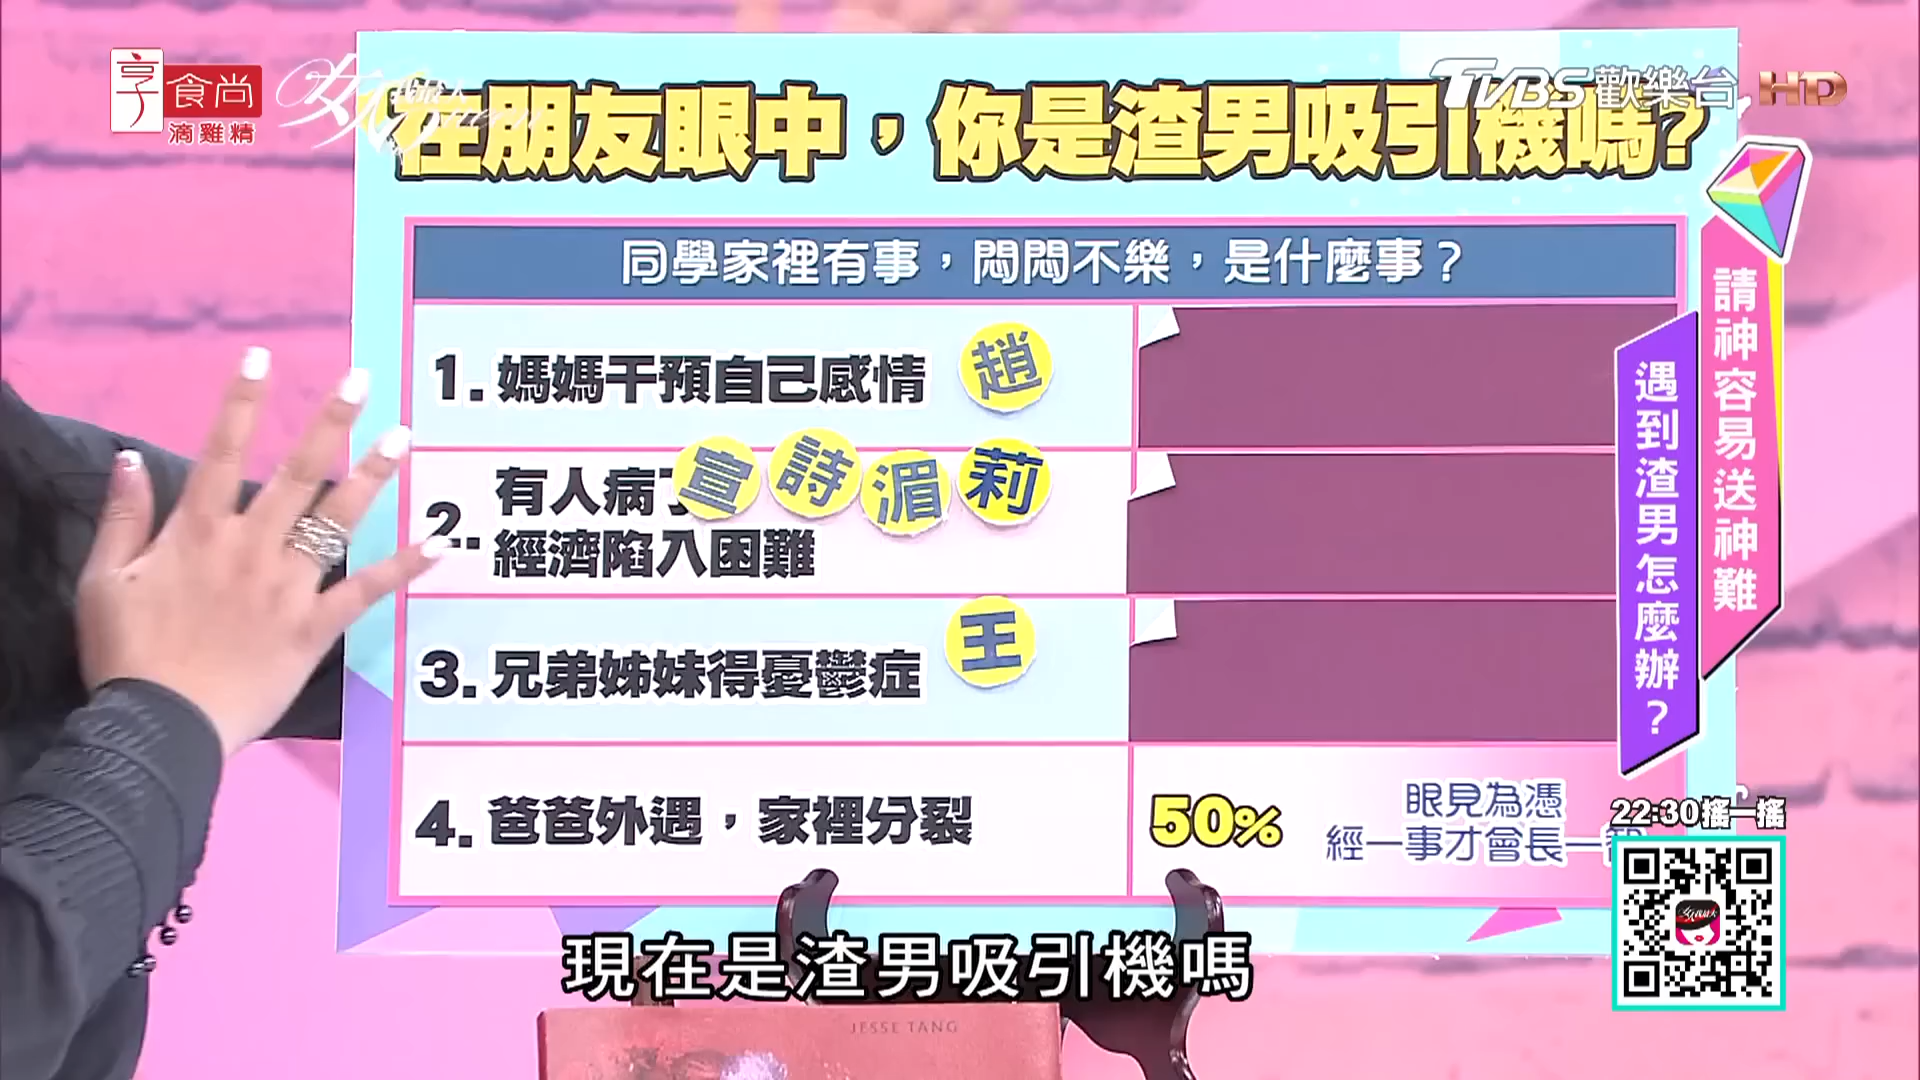 享
食尚
滴雞精
女人我最大
TVBS歡樂台 HD
在朋友眼中，你是渣男吸引機嗎?
同學家裡有事，悶悶不樂，是什麼事？
1. 媽媽干預自己感情
趙
2. 有人病了
經濟陷入困難
宣 詩 湄 莉
3. 兄弟姊妹得憂鬱症
王
4. 爸爸外遇，家裡分裂
50%
眼見為憑
經一事才會長一智
請神容易送神難
遇到渣男怎麼辦？
22:30搖一搖
現在是渣男吸引機嗎
JESSE TANG